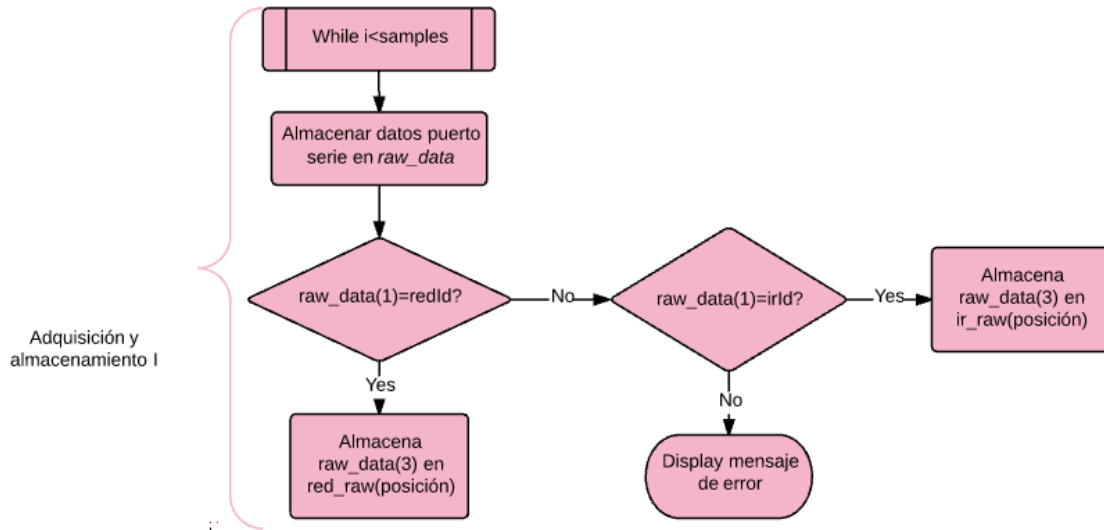 While i<samples
Almacenar datos puerto
serie en raw_data
raw_data(1)=redId?
No
raw_data(1)=irId?
Yes
Almacena
raw_data(3) en
ir_raw(posición)
Adquisición y
almacenamiento I
Yes
No
Almacena
raw_data(3) en
red_raw(posición)
Display mensaje
de error